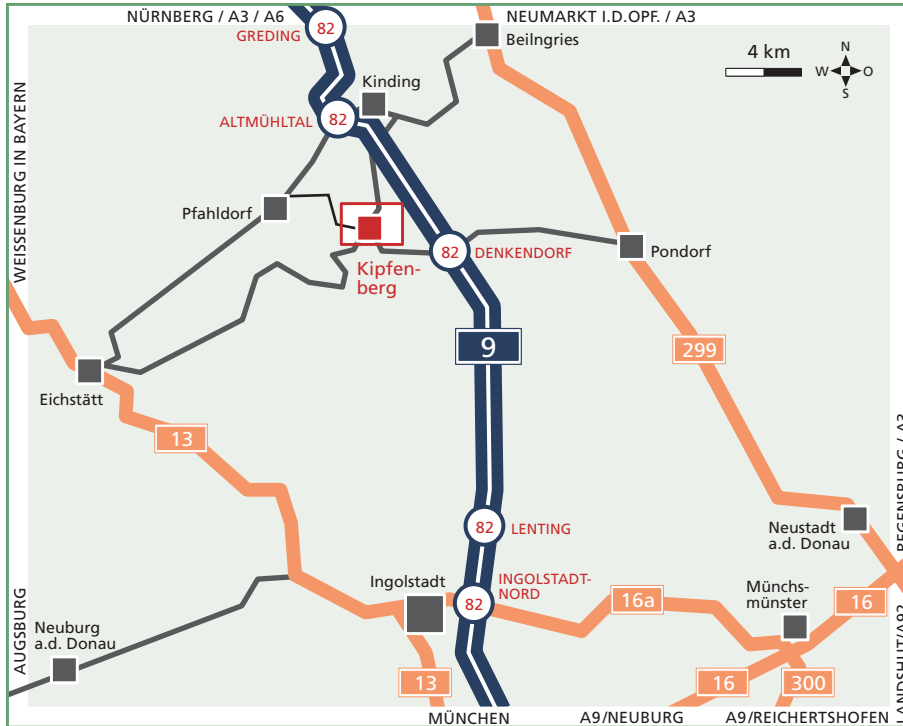 NÜRNBERG / A3 / A6
NEUMARKT I.D.OPF. / A3
82
GREDING
Beilngries
4 km
N
W
O
S
Kinding
ALTMÜHLTAL
82
WEISSENBURG IN BAYERN
Pfahldorf
82
DENKENDORF
Pondorf
Kipfen-
berg
9
299
Eichstätt
13
REGENSBURG / A3
82
LENTING
Neustadt
a.d. Donau
Ingolstadt
INGOLSTADT-
NORD
82
16a
Münchs-
münster
16
AUGSBURG
Neuburg
a.d. Donau
LANDSHUT/A92
13
16
300
MÜNCHEN
A9/NEUBURG
A9/REICHERTSHOFEN